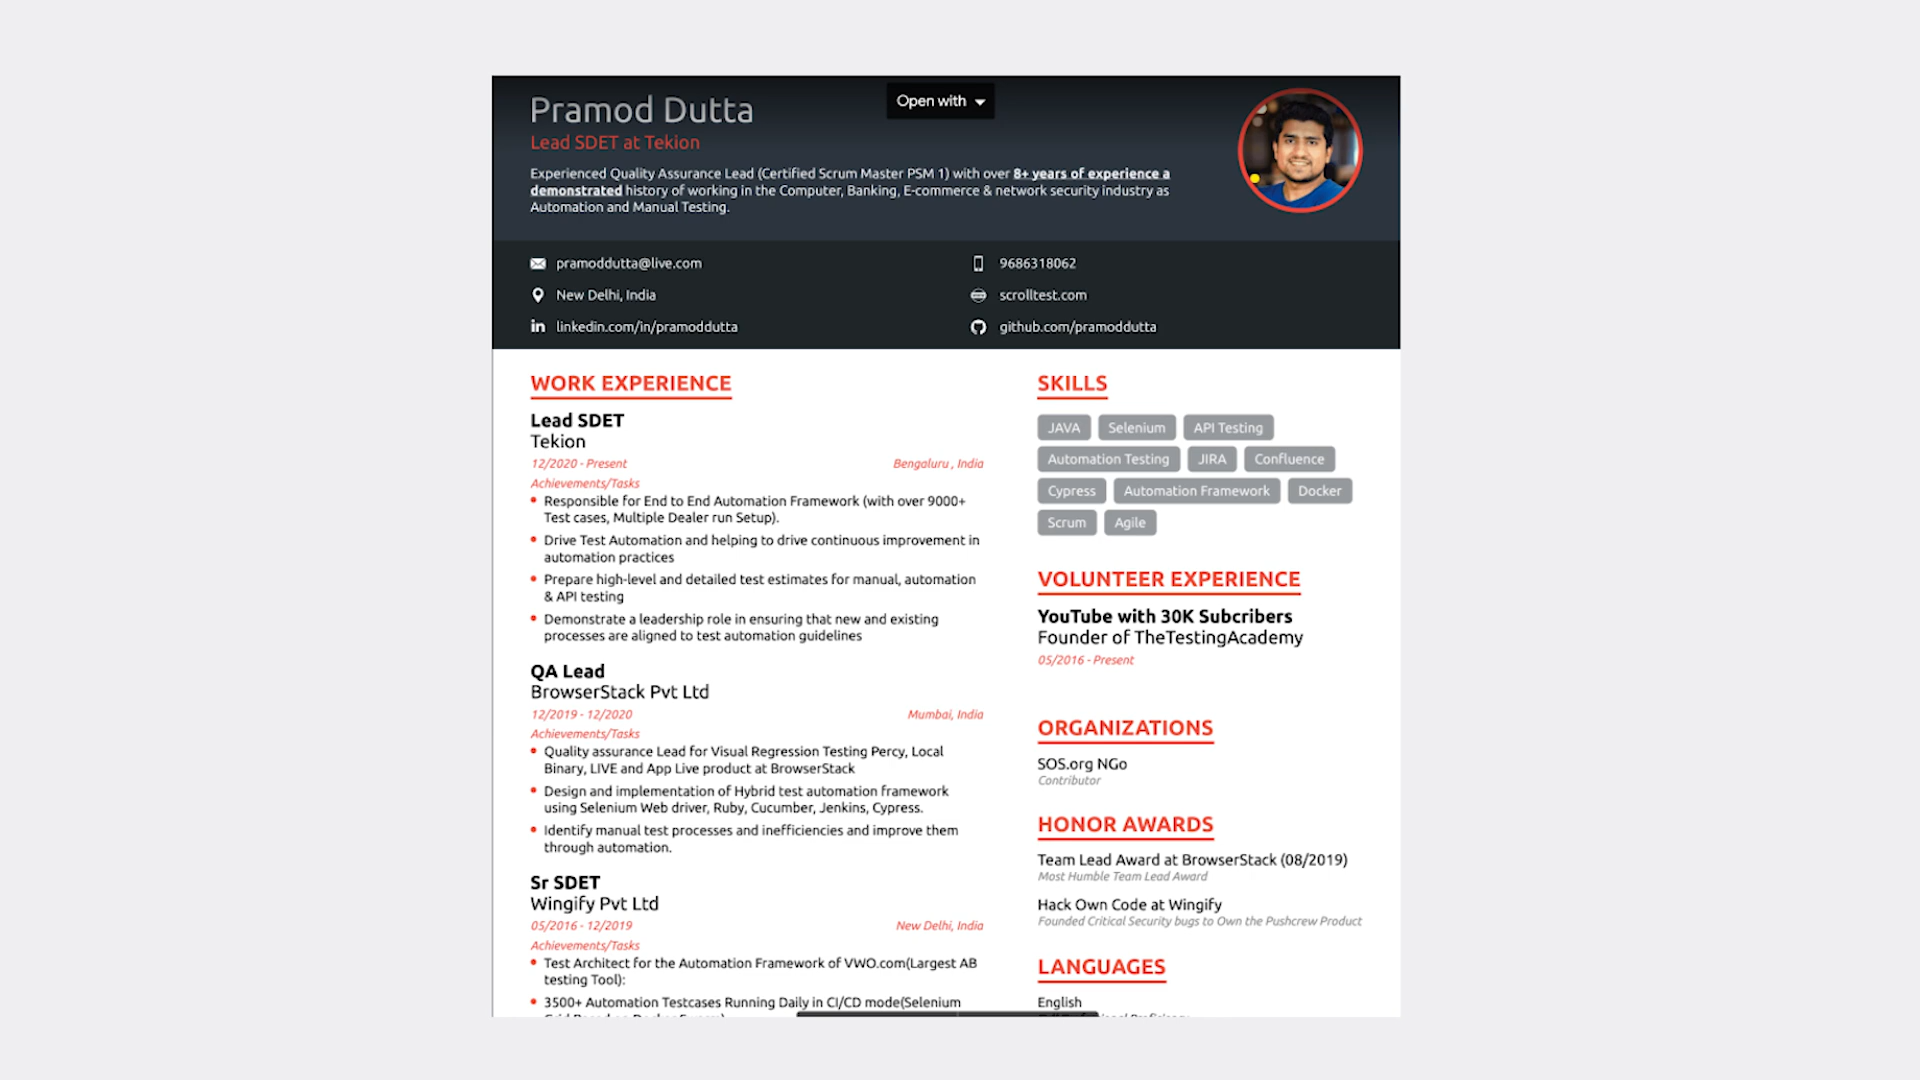 Pramod Dutta
Open with
Lead SDET at Tekion
Experienced Quality Assurance Lead (Certified Scrum Master PSM 1) with over 8+ years of experience a
demonstrated history of working in the Computer, Banking, E-commerce & network security industry as
Automation and Manual Testing.
pramoddutta@live.com
9686318062
New Delhi, India
scrolltest.com
linkedin.com/in/pramoddutta
github.com/pramoddutta
WORK EXPERIENCE
Lead SDET
Tekion
12/2020 - Present
Bengaluru , India
Achievements/Tasks
Responsible for End to End Automation Framework (with over 9000+
Test cases, Multiple Dealer run Setup).
Drive Test Automation and helping to drive continuous improvement in
automation practices
Prepare high-level and detailed test estimates for manual, automation
& API testing
Demonstrate a leadership role in ensuring that new and existing
processes are aligned to test automation guidelines
QA Lead
BrowserStack Pvt Ltd
12/2019 - 12/2020
Mumbai, India
Achievements/Tasks
Quality assurance Lead for Visual Regression Testing Percy, Local
Binary, LIVE and App Live product at BrowserStack
Design and implementation of Hybrid test automation framework
using Selenium Web driver, Ruby, Cucumber, Jenkins, Cypress.
Identify manual test processes and inefficiencies and improve them
through automation.
Sr SDET
Wingify Pvt Ltd
05/2016 - 12/2019
New Delhi, India
Achievements/Tasks
Test Architect for the Automation Framework of VWO.com(Largest AB
testing Tool):
3500+ Automation Testcases Running Daily in CI/CD mode(Selenium
SKILLS
JAVA Selenium API Testing
Automation Testing JIRA Confluence
Cypress Automation Framework Docker
Scrum Agile
VOLUNTEER EXPERIENCE
YouTube with 30K Subcribers
Founder of TheTestingAcademy
05/2016 - Present
ORGANIZATIONS
SOS.org NGo
Contributor
HONOR AWARDS
Team Lead Award at BrowserStack (08/2019)
Most Humble Team Lead Award
Hack Own Code at Wingify
Founded Critical Security bugs to Own the Pushcrew Product
LANGUAGES
English